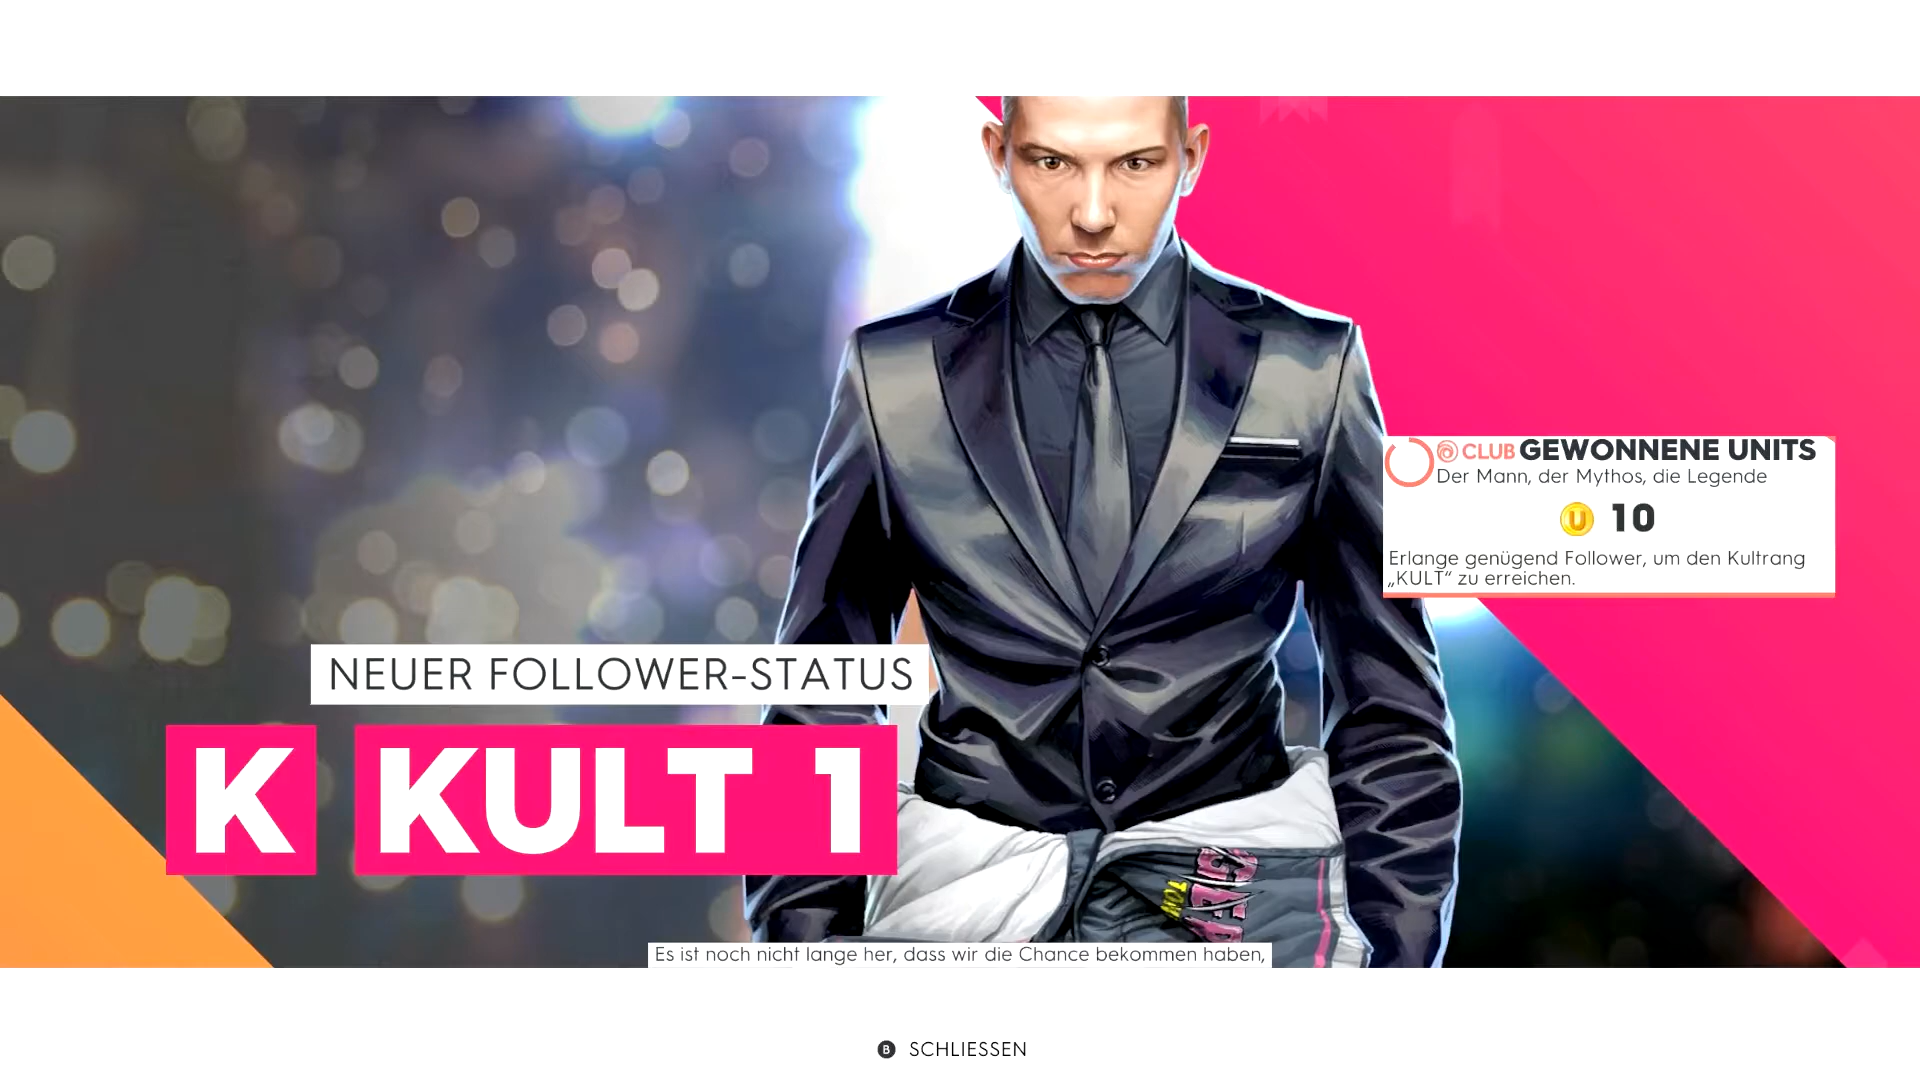 CLUB GEWONNENE UNITS
Der Mann, der Mythos, die Legende
U 10
Erlange genügend Follower, um den Kultrang
„KULT“ zu erreichen.
NEUER FOLLOWER-STATUS
K KULT 1
Es ist noch nicht lange her, dass wir die Chance bekommen haben,
B SCHLIESSEN